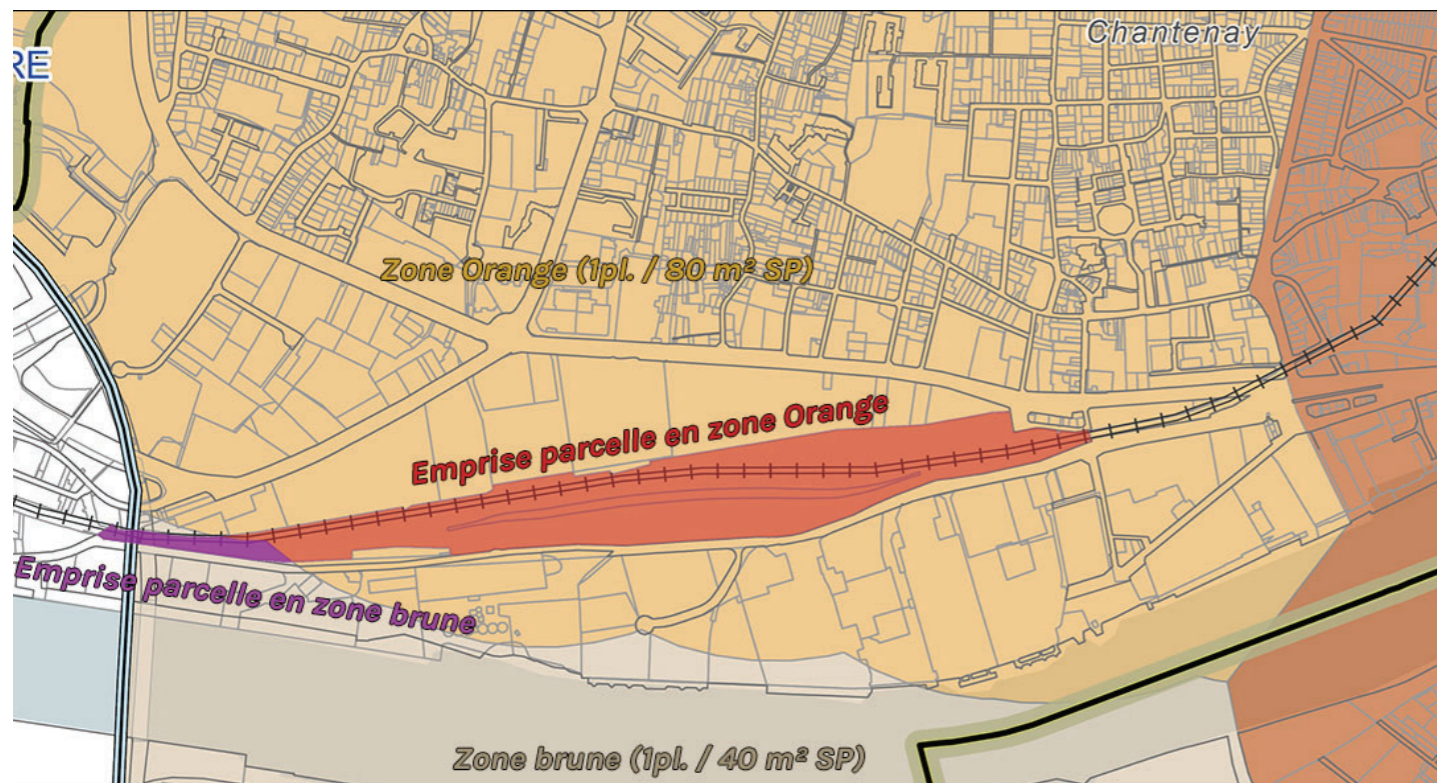 Chantenay
RE
Zone Orange (1pl. / 80 m² SP)
Emprise parcelle en zone Orange
Emprise parcelle en zone brune
Zone brune (1pl. / 40 m² SP)